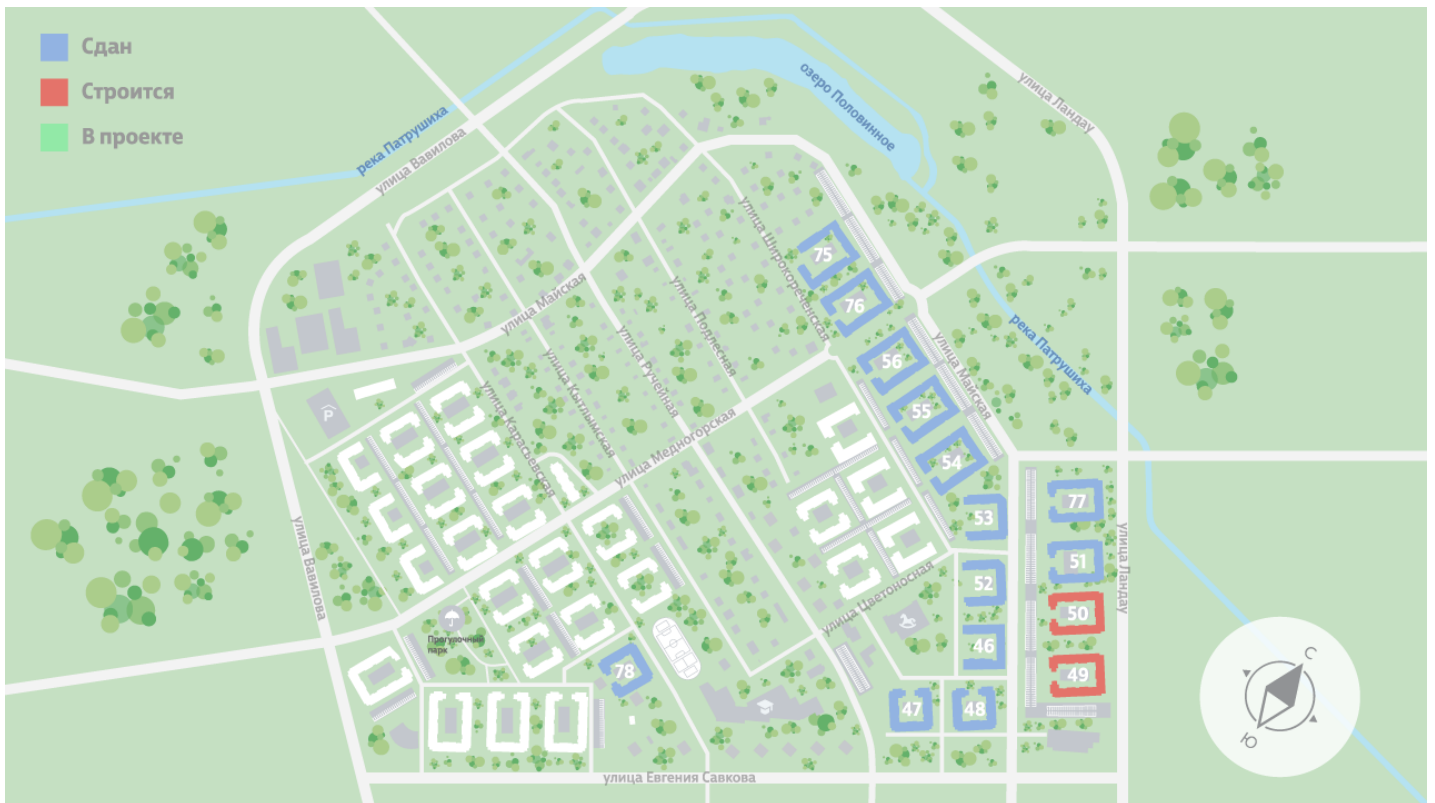 Сдан
Строится
В проекте
река Патрушиха
улица Вавилова
озеро Половинное
улица Ландау
улица Широкореченская
75
76
улица Майская
улица Подлесная
улица Ручейная
улица Кытлымская
улица Карасьевская
улица Медногорская
56
55
54
улица Майская
река Патрушиха
P
53
77
51
52
50
46
49
улица Ландау
улица Вавилова
улица Цветоносная
Прогулочный
парк
78
47
48
улица Евгения Савкова
С
Ю